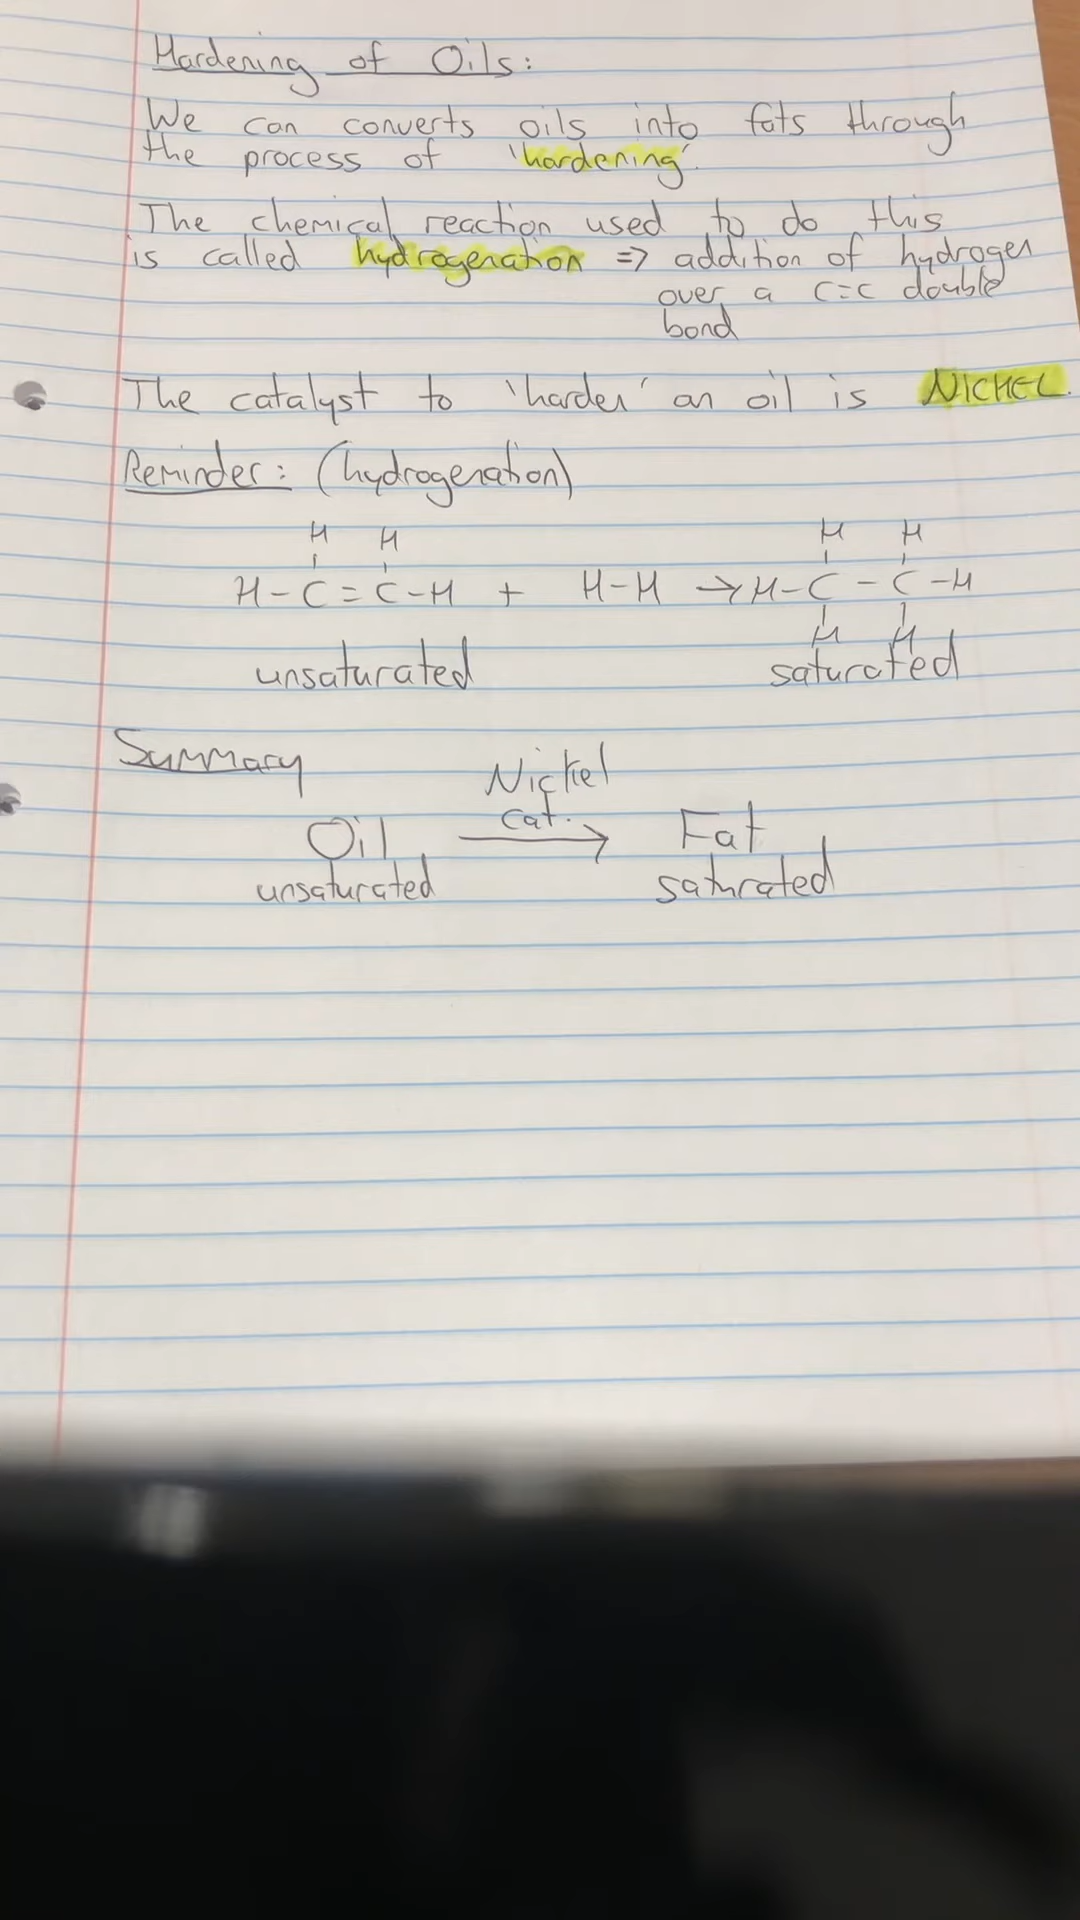 Hardening of Oils:
We can converts oils into fats through
the process of 'hardening'.
The chemical reaction used to do this
is called hydrogenation => addition of hydrogen
over a C=C double
bond
The catalyst to 'harden' an oil is NICKEL.
Reminder: (hydrogenation)
H H H H
H-C=C-H + H-H → H-C-C-H
H H
unsaturated saturated
Summary
Nickel
cat.
Oil → Fat
unsaturated saturated